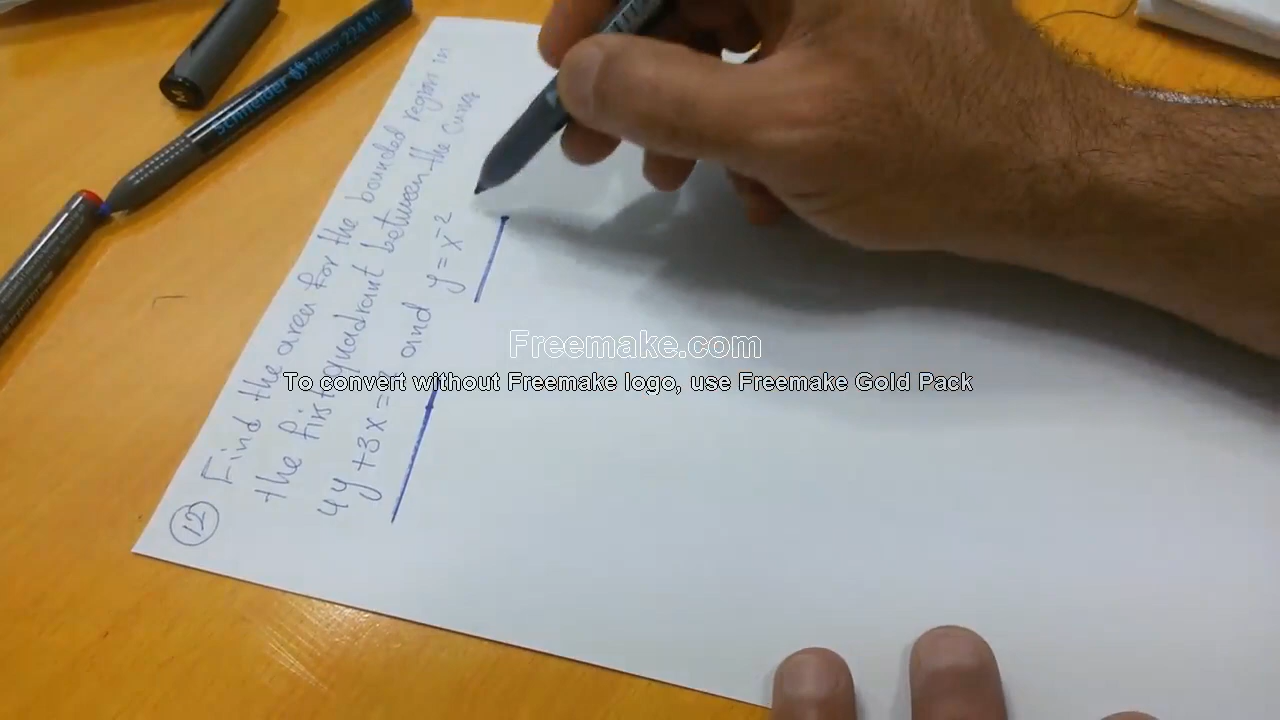 12 Find the area for the bounded region in
the first quadrant between the curves
4y+3x= and y=x⁻²
schneider Maxx 224 M
Freemake.com
To convert without Freemake logo, use Freemake Gold Pack